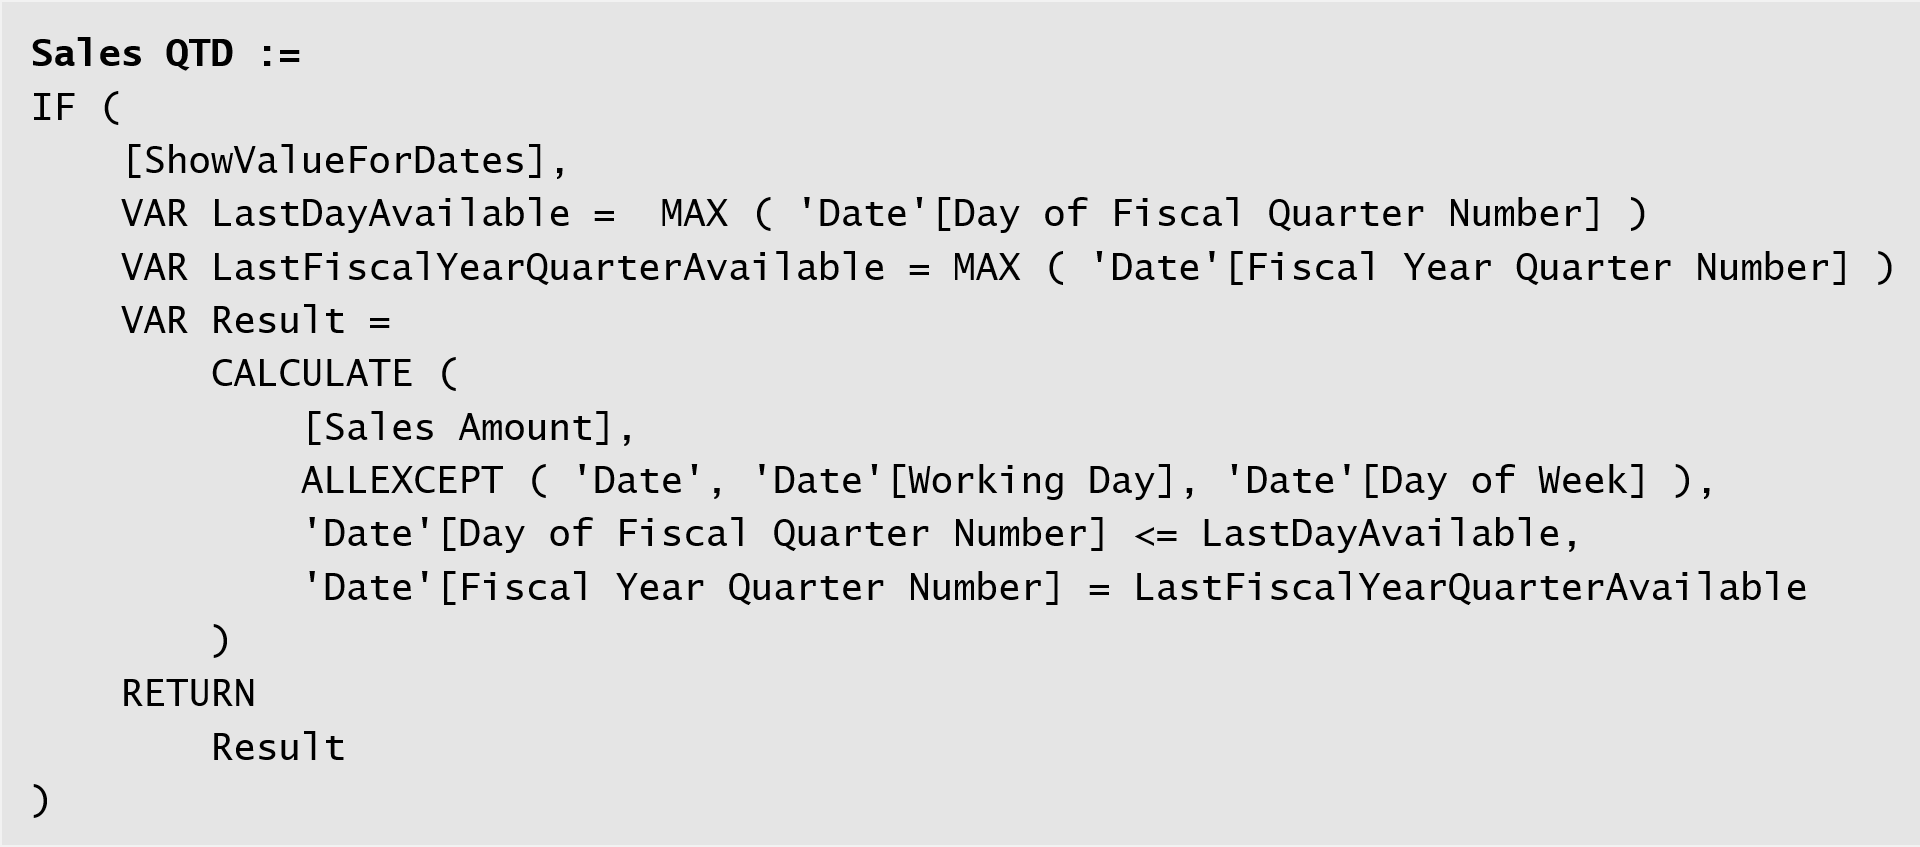 Sales QTD :=
IF (
    [ShowValueForDates],
    VAR LastDayAvailable =  MAX ( 'Date'[Day of Fiscal Quarter Number] )
    VAR LastFiscalYearQuarterAvailable = MAX ( 'Date'[Fiscal Year Quarter Number] )
    VAR Result =
        CALCULATE (
            [Sales Amount],
            ALLEXCEPT ( 'Date', 'Date'[Working Day], 'Date'[Day of Week] ),
            'Date'[Day of Fiscal Quarter Number] <= LastDayAvailable,
            'Date'[Fiscal Year Quarter Number] = LastFiscalYearQuarterAvailable
        )
    RETURN
        Result
)